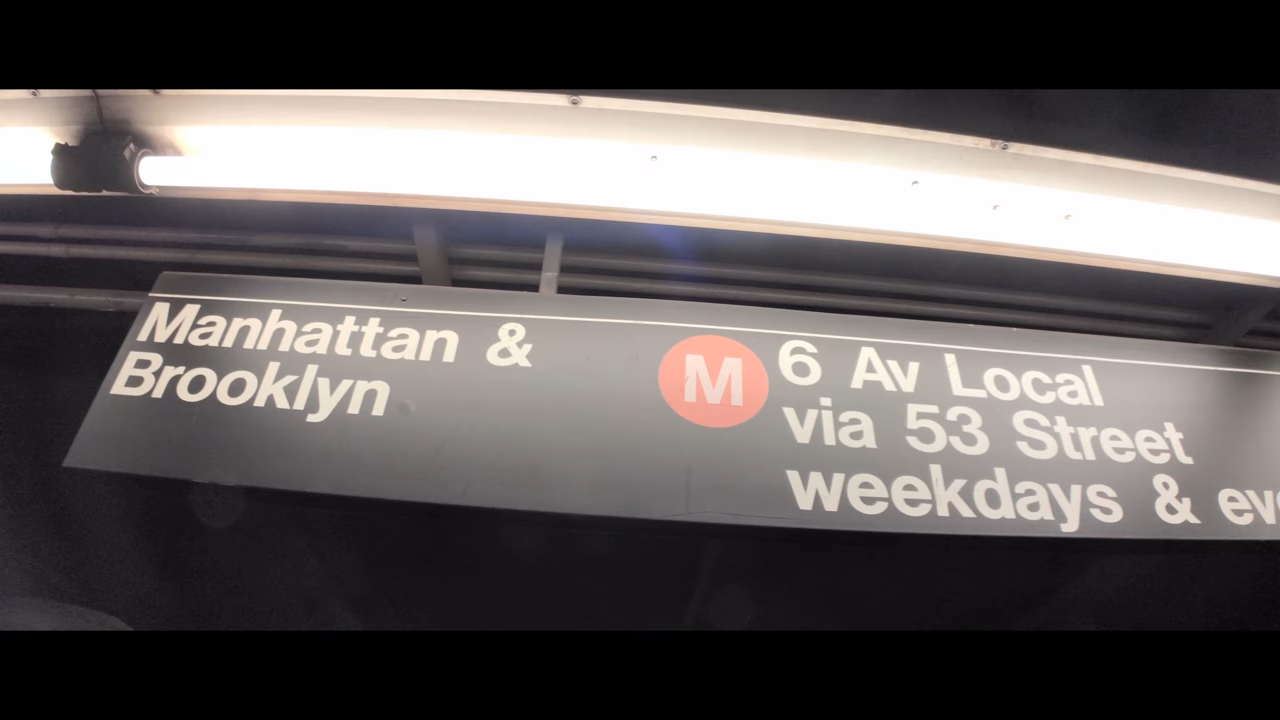 Manhattan &
Brooklyn
M
6 Av Local
via 53 Street
weekdays &